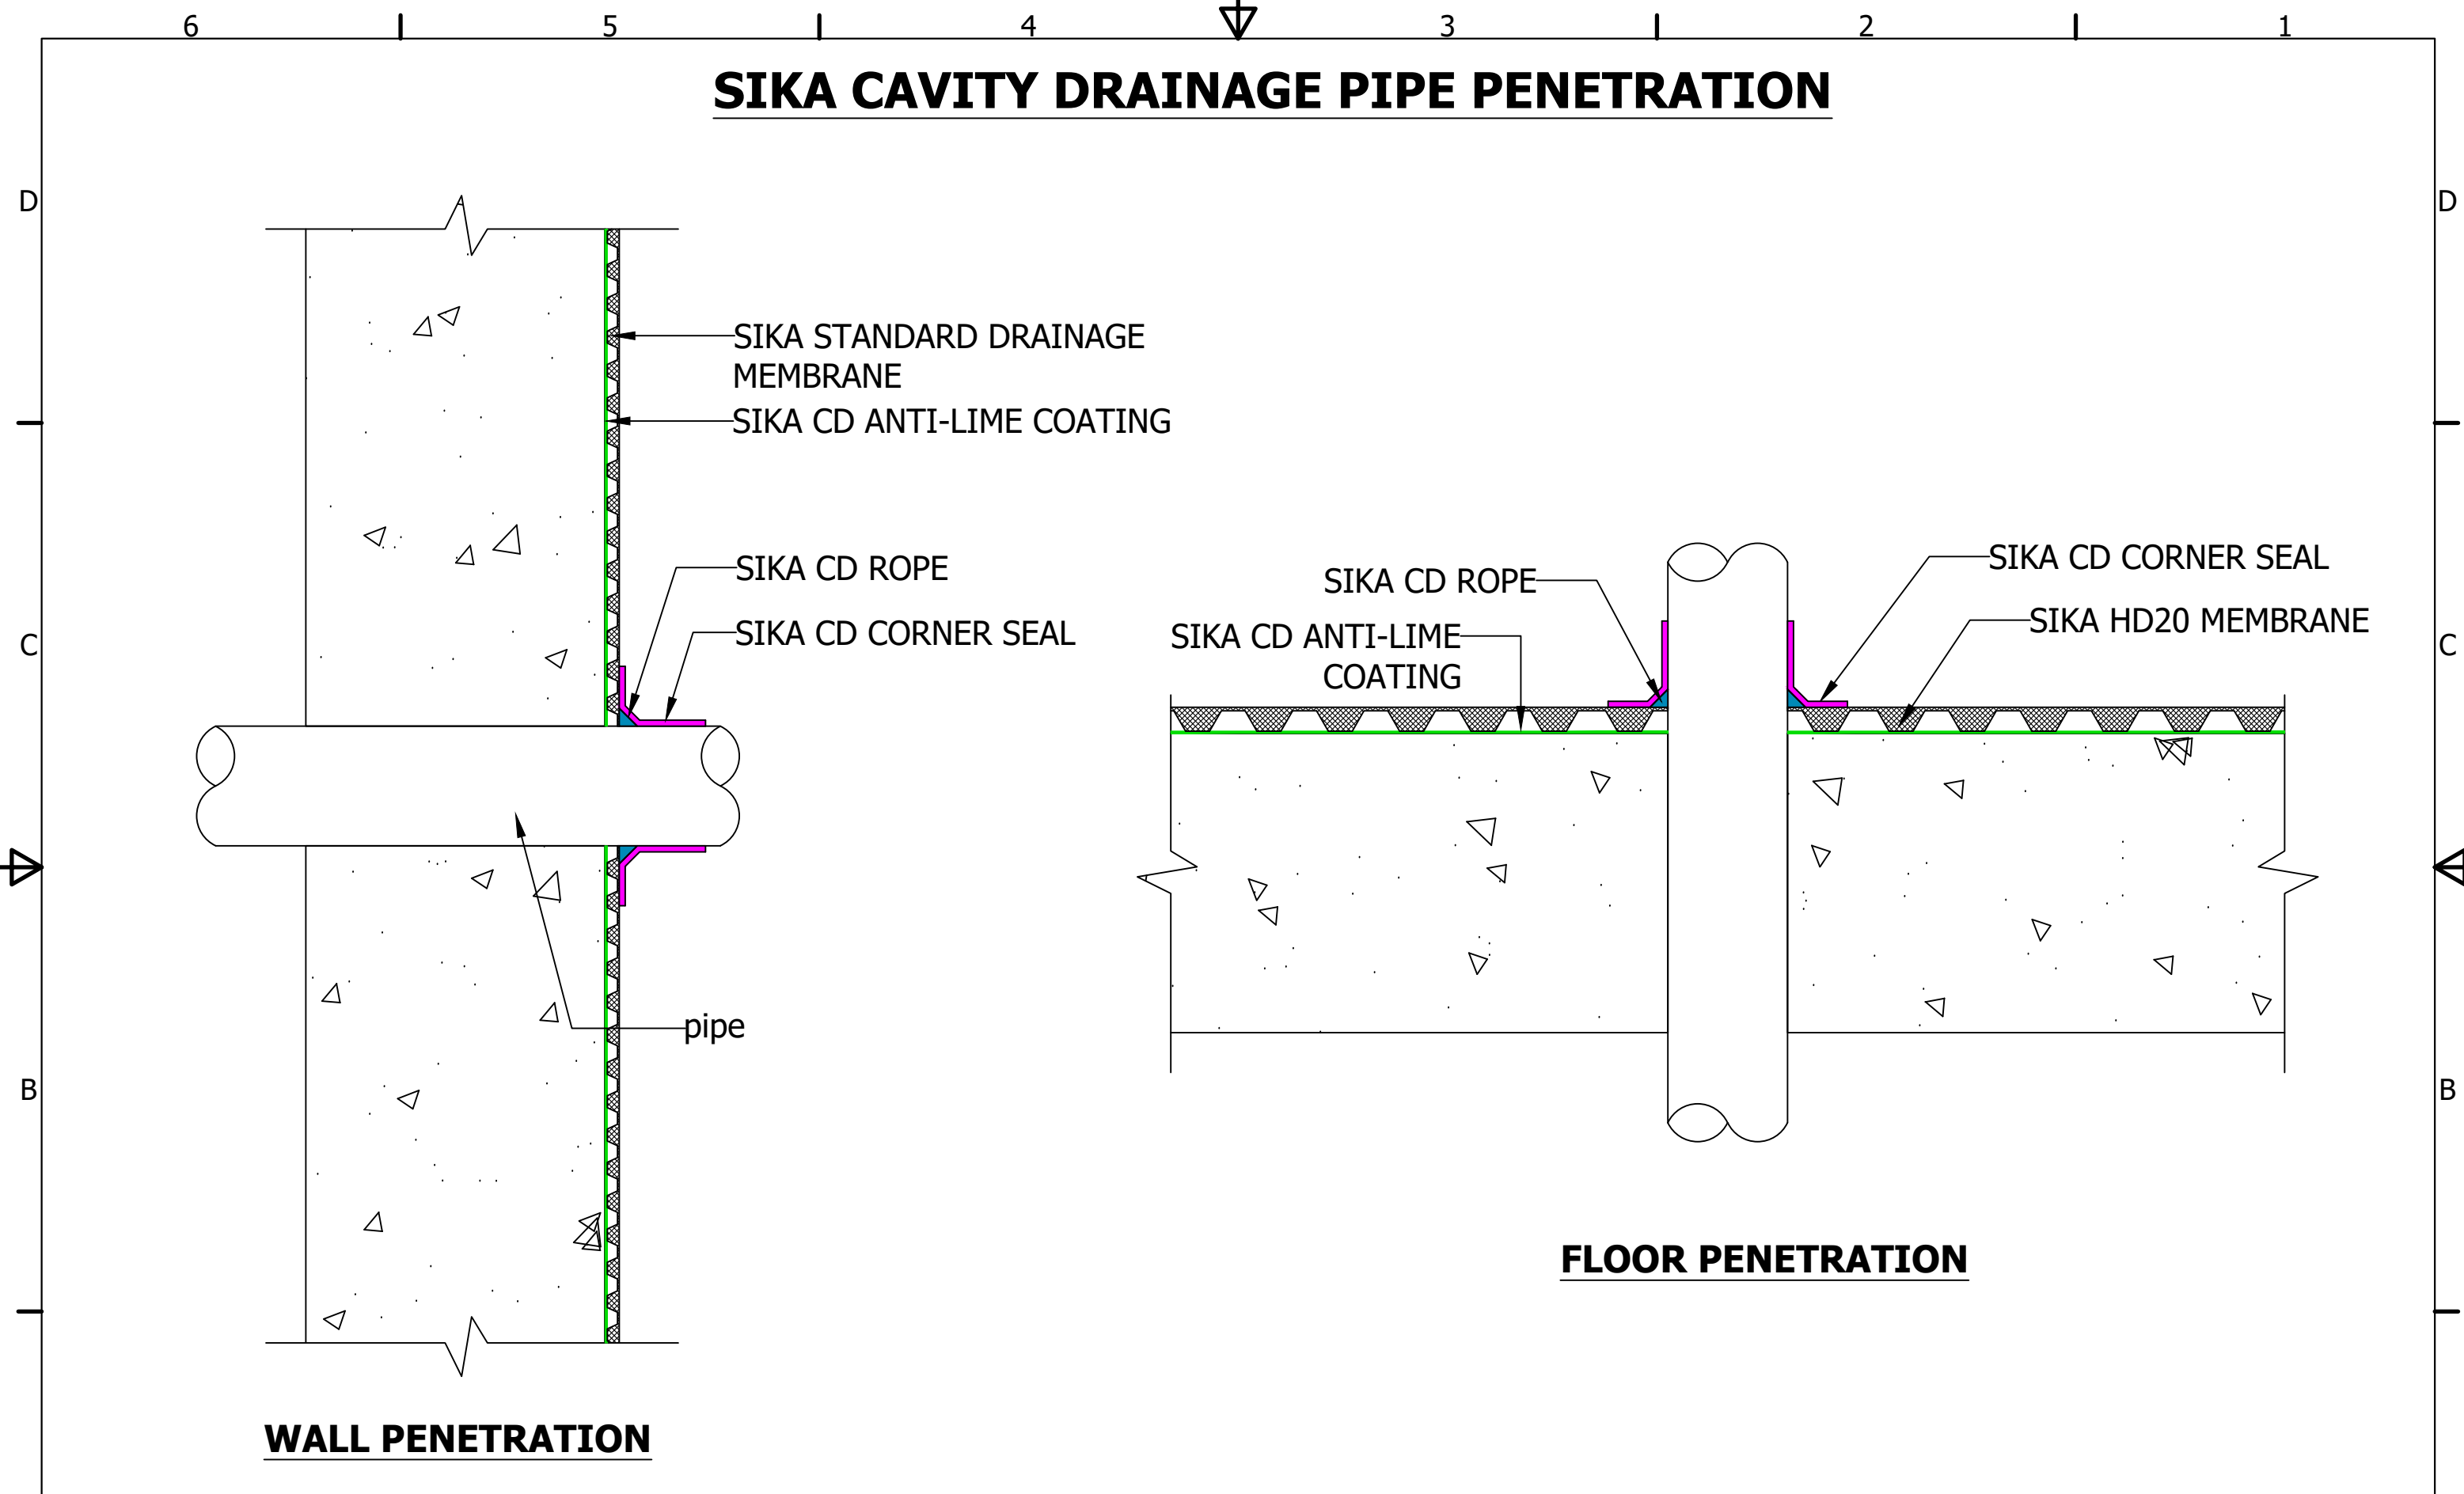 6 5 4 3 2 1
SIKA CAVITY DRAINAGE PIPE PENETRATION
D D
SIKA STANDARD DRAINAGE
MEMBRANE
SIKA CD ANTI-LIME COATING
SIKA CD ROPE
SIKA CD CORNER SEAL
pipe
WALL PENETRATION
SIKA CD ROPE
SIKA CD ANTI-LIME
COATING
SIKA CD CORNER SEAL
SIKA HD20 MEMBRANE
C C
B B
FLOOR PENETRATION